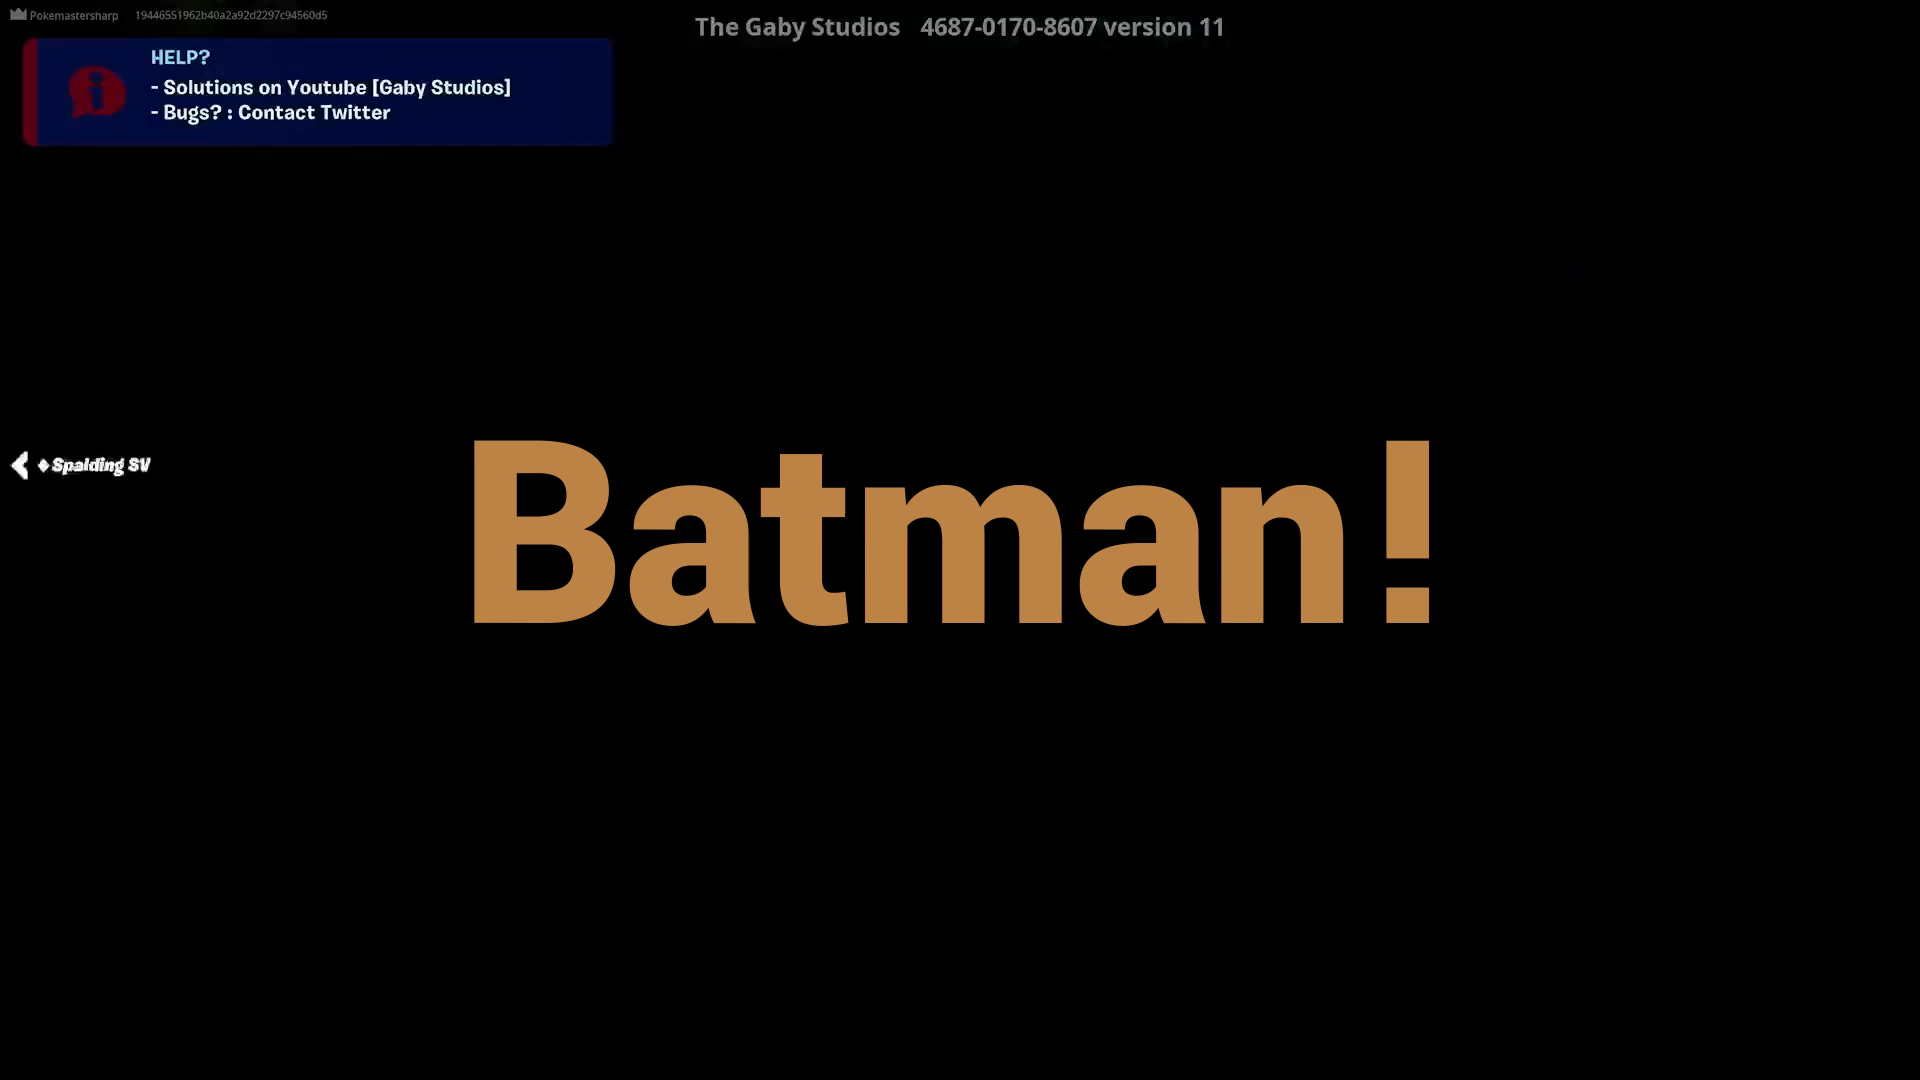 Pokemastersharp 19446551962b40a2a92d2297c94560d5
The Gaby Studios 4687-0170-8607 version 11
HELP?
- Solutions on Youtube [Gaby Studios]
- Bugs? : Contact Twitter
Spalding SV
Batman!